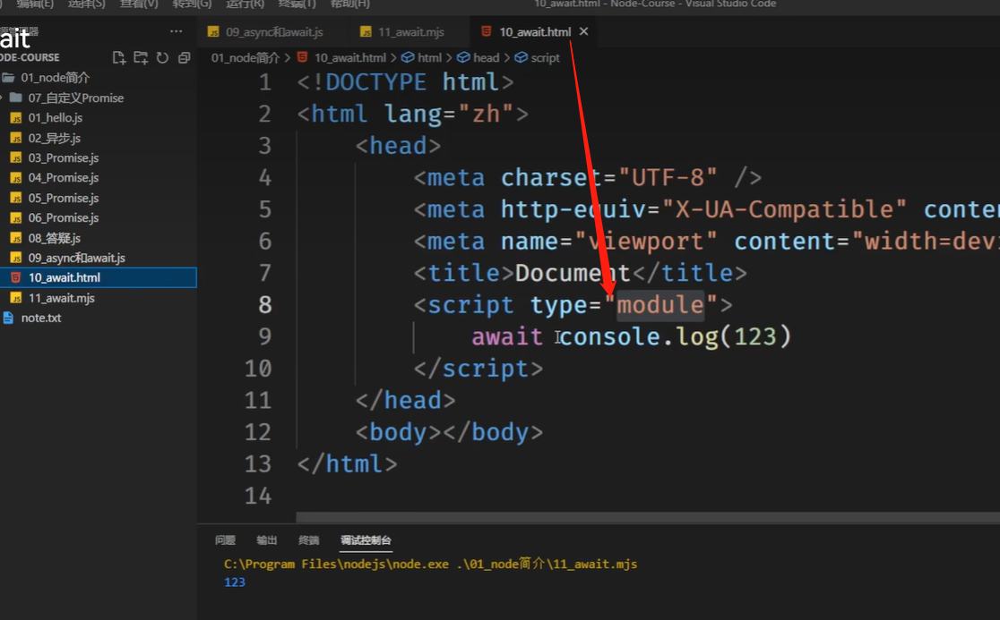 编辑(E) 选择(S) 查看(V) 转到(G) 运行(R) 终端(T) 帮助(H) 10_await.html - Node-Course - Visual Studio Code
ait
09_async和await.js 11_await.mjs 10_await.html
ODE-COURSE
01_node简介 > 10_await.html > html > head > script
01_node简介
07_自定义Promise
01_hello.js
02_异步.js
03_Promise.js
04_Promise.js
05_Promise.js
06_Promise.js
08_答疑.js
09_async和await.js
10_await.html
11_await.mjs
note.txt
1 <!DOCTYPE html>
2 <html lang="zh">
3 <head>
4 <meta charset="UTF-8" />
5 <meta http-equiv="X-UA-Compatible" conter
6 <meta name="viewport" content="width=dev
7 <title>Document</title>
8 <script type="module">
9 await console.log(123)
10 </script>
11 </head>
12 <body></body>
13 </html>
14
问题 输出 终端 调试控制台
C:\Program Files\nodejs\node.exe .\01_node简介\11_await.mjs
123